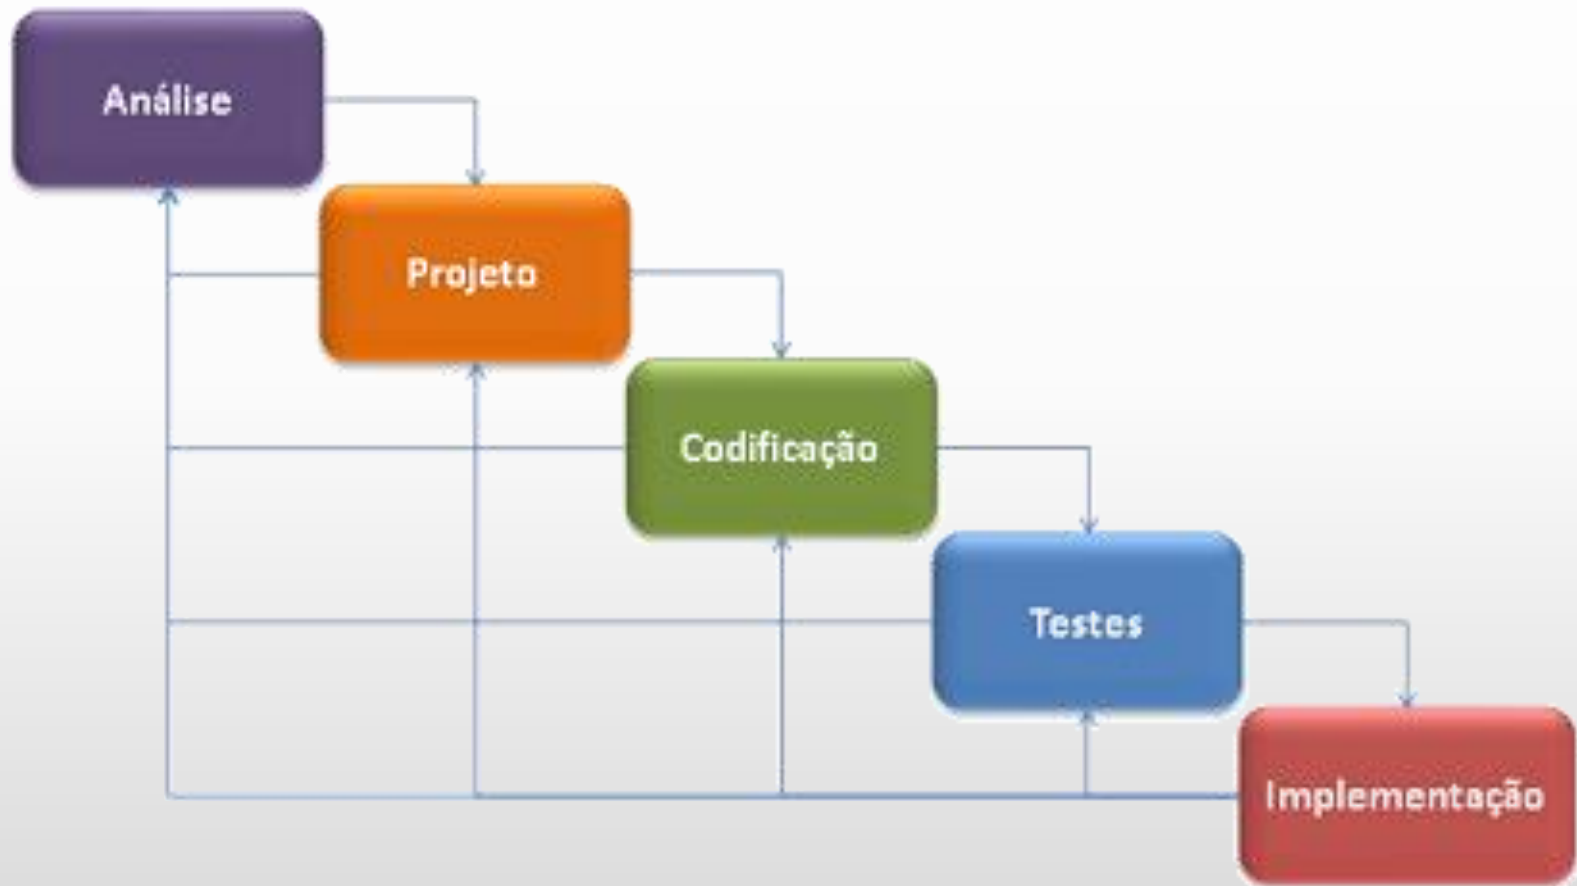 Análise
Projeto
Codificação
Testes
Implementação